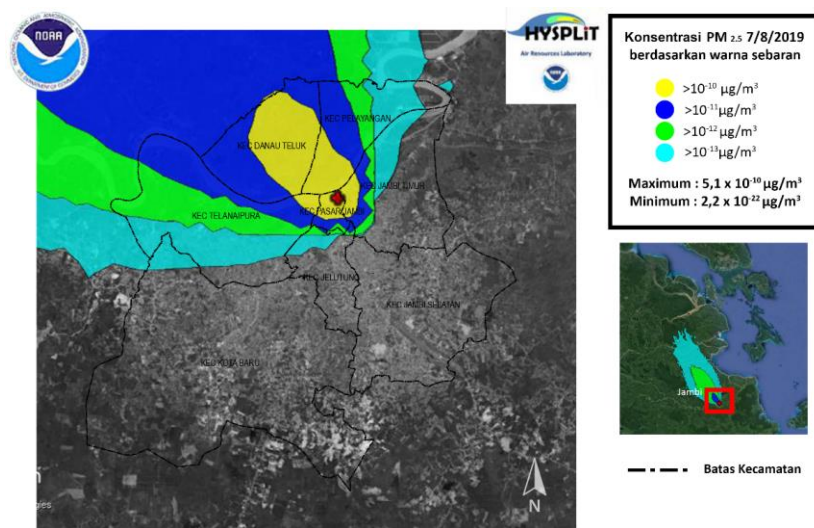 NOAA
HYSPLIT
Air Resources Laboratory
Konsentrasi PM 2.5 7/8/2019
berdasarkan warna sebaran
>10-10 µg/m3
>10-11 µg/m3
>10-12 µg/m3
>10-13µg/m3
Maximum : 5,1 x 10-10 µg/m3
Minimum : 2,2 x 10-22 µg/m3
KEC PELAYANGAN
KEC DANAU TELUK
KEC JAMBI TIMUR
KEC TELANAIPURA
KEC PASAR JAMBI
KEC JELUTUNG
KEC JAMBI SELATAN
KEC KOTA BARU
N
Jambi
Batas Kecamatan